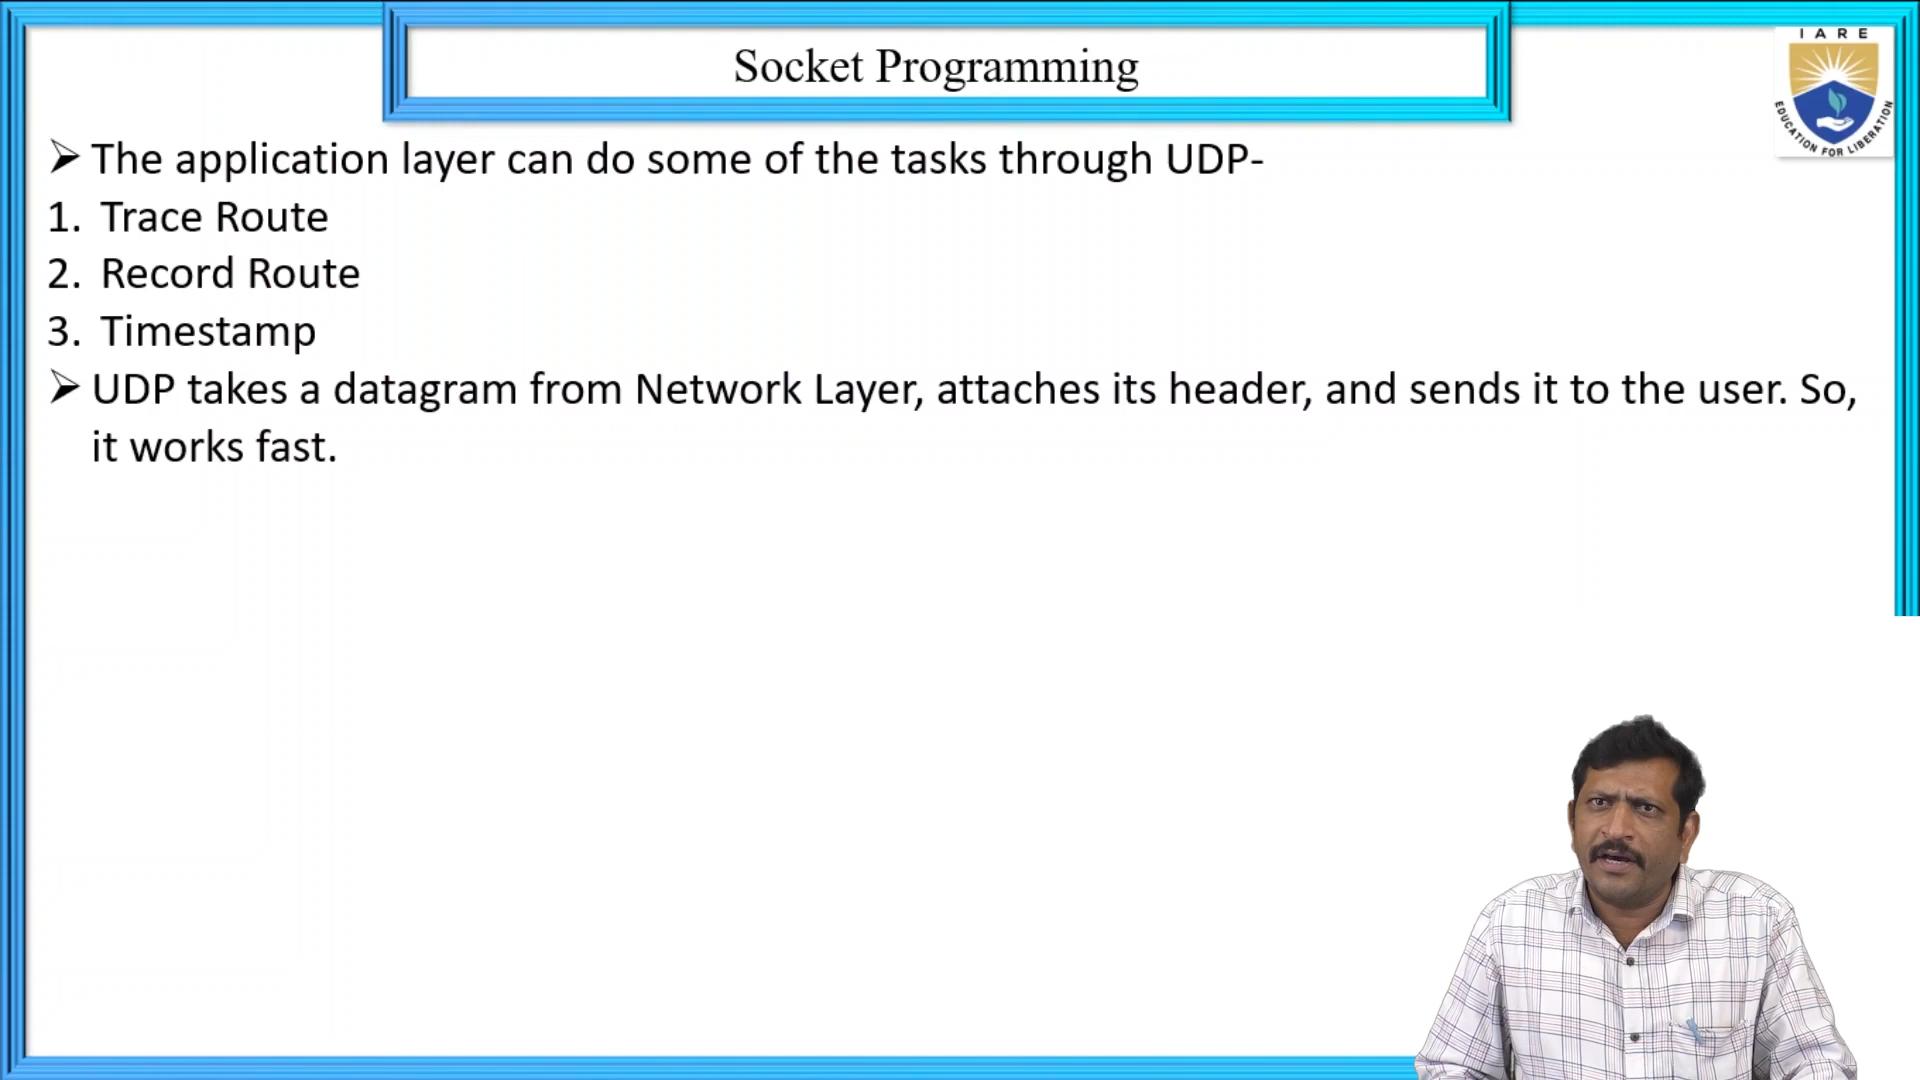 Socket Programming
IARE
EDUCATION FOR LIBERATION
➢ The application layer can do some of the tasks through UDP-
1. Trace Route
2. Record Route
3. Timestamp
➢ UDP takes a datagram from Network Layer, attaches its header, and sends it to the user. So,
it works fast.